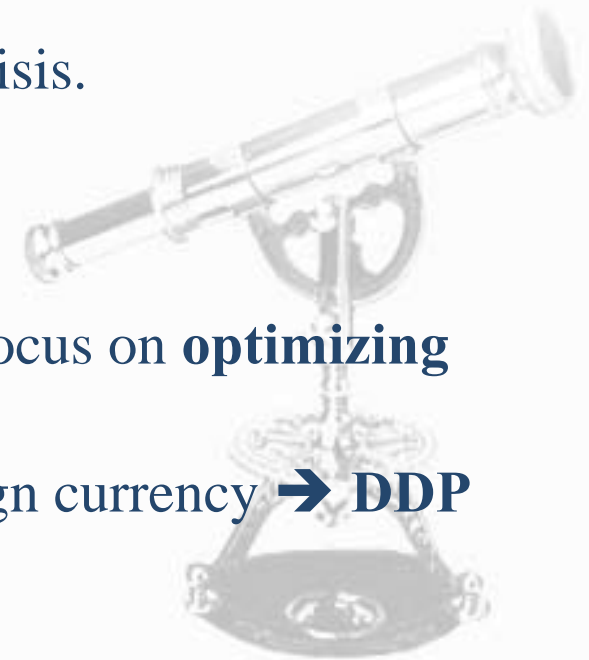 isis.
ocus on optimizing
gn currency ➔ DDP